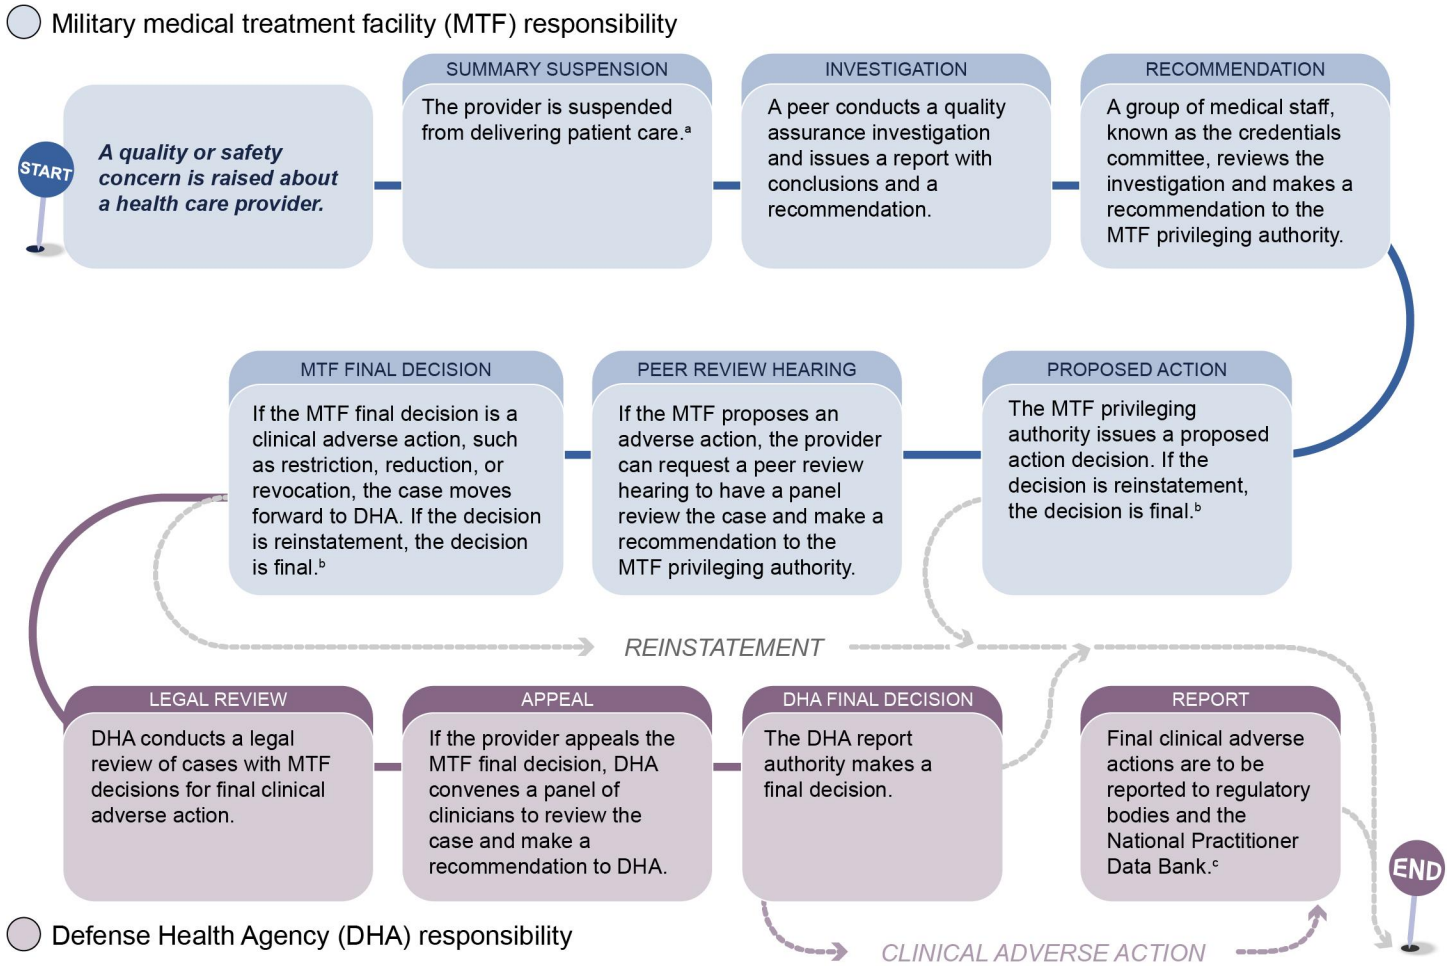 Military medical treatment facility (MTF) responsibility
START
A quality or safety
concern is raised about
a health care provider.
SUMMARY SUSPENSION
The provider is suspended
from delivering patient care.ᵃ
INVESTIGATION
A peer conducts a quality
assurance investigation
and issues a report with
conclusions and a
recommendation.
RECOMMENDATION
A group of medical staff,
known as the credentials
committee, reviews the
investigation and makes a
recommendation to the
MTF privileging authority.
PROPOSED ACTION
The MTF privileging
authority issues a proposed
action decision. If the
decision is reinstatement,
the decision is final.ᵇ
PEER REVIEW HEARING
If the MTF proposes an
adverse action, the provider
can request a peer review
hearing to have a panel
review the case and make a
recommendation to the
MTF privileging authority.
MTF FINAL DECISION
If the MTF final decision is a
clinical adverse action, such
as restriction, reduction, or
revocation, the case moves
forward to DHA. If the decision
is reinstatement, the decision
is final.ᵇ
REINSTATEMENT
LEGAL REVIEW
DHA conducts a legal
review of cases with MTF
decisions for final clinical
adverse action.
APPEAL
If the provider appeals the
MTF final decision, DHA
convenes a panel of
clinicians to review the
case and make a
recommendation to DHA.
DHA FINAL DECISION
The DHA report
authority makes a
final decision.
CLINICAL ADVERSE ACTION
REPORT
Final clinical adverse
actions are to be
reported to regulatory
bodies and the
National Practitioner
Data Bank.ᶜ
END
Defense Health Agency (DHA) responsibility